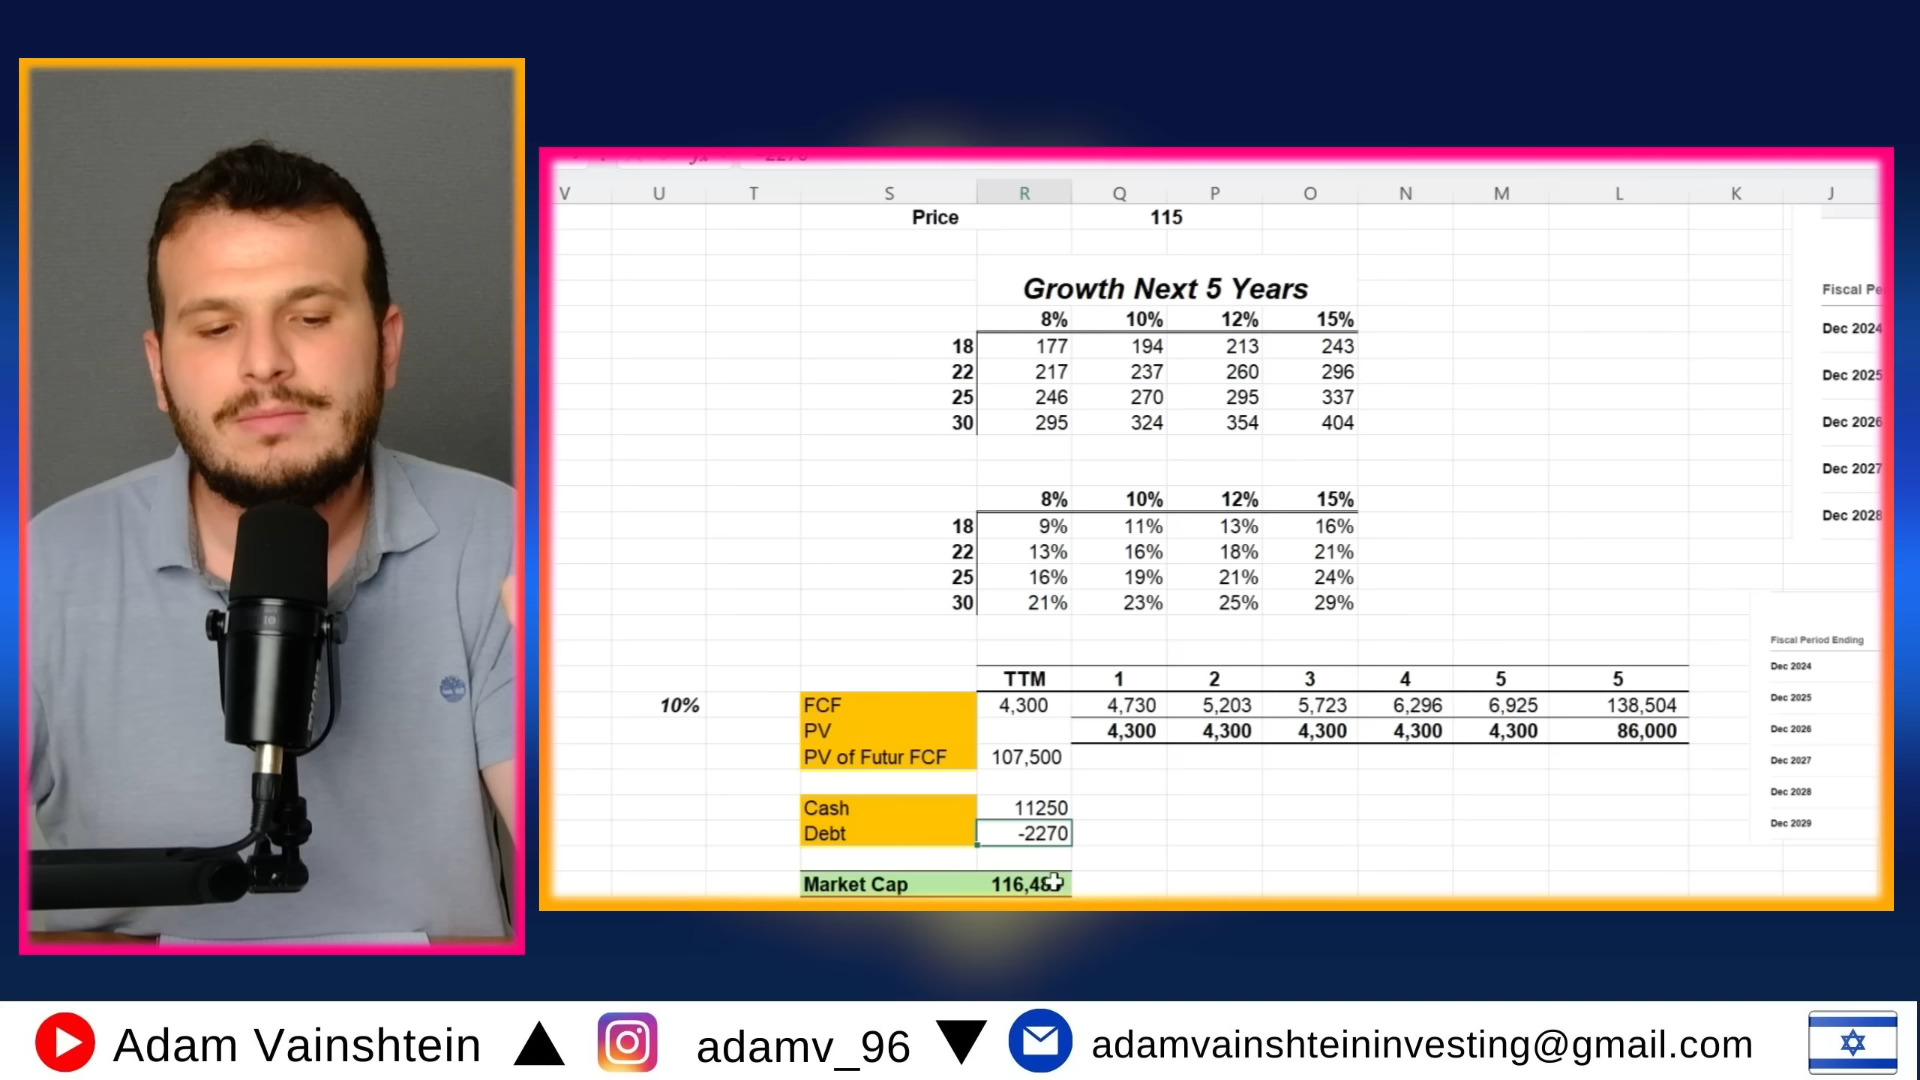 V U T S R Q P O N M L K J
Price 115
Growth Next 5 Years
8% 10% 12% 15%
18 177 194 213 243
22 217 237 260 296
25 246 270 295 337
30 295 324 354 404
8% 10% 12% 15%
18 9% 11% 13% 16%
22 13% 16% 18% 21%
25 16% 19% 21% 24%
30 21% 23% 25% 29%
TTM 1 2 3 4 5 5
10% FCF 4,300 4,730 5,203 5,723 6,296 6,925 138,504
PV 4,300 4,300 4,300 4,300 4,300 86,000
PV of Futur FCF 107,500
Cash 11250
Debt -2270
Market Cap
Fiscal Pe
Dec 2024
Dec 2025
Dec 2026
Dec 2027
Dec 2028
Fiscal Period Ending
Dec 2024
Dec 2025
Dec 2026
Dec 2027
Dec 2028
Dec 2029
Adam Vainshtein adamv_96 adamvainshteininvesting@gmail.com